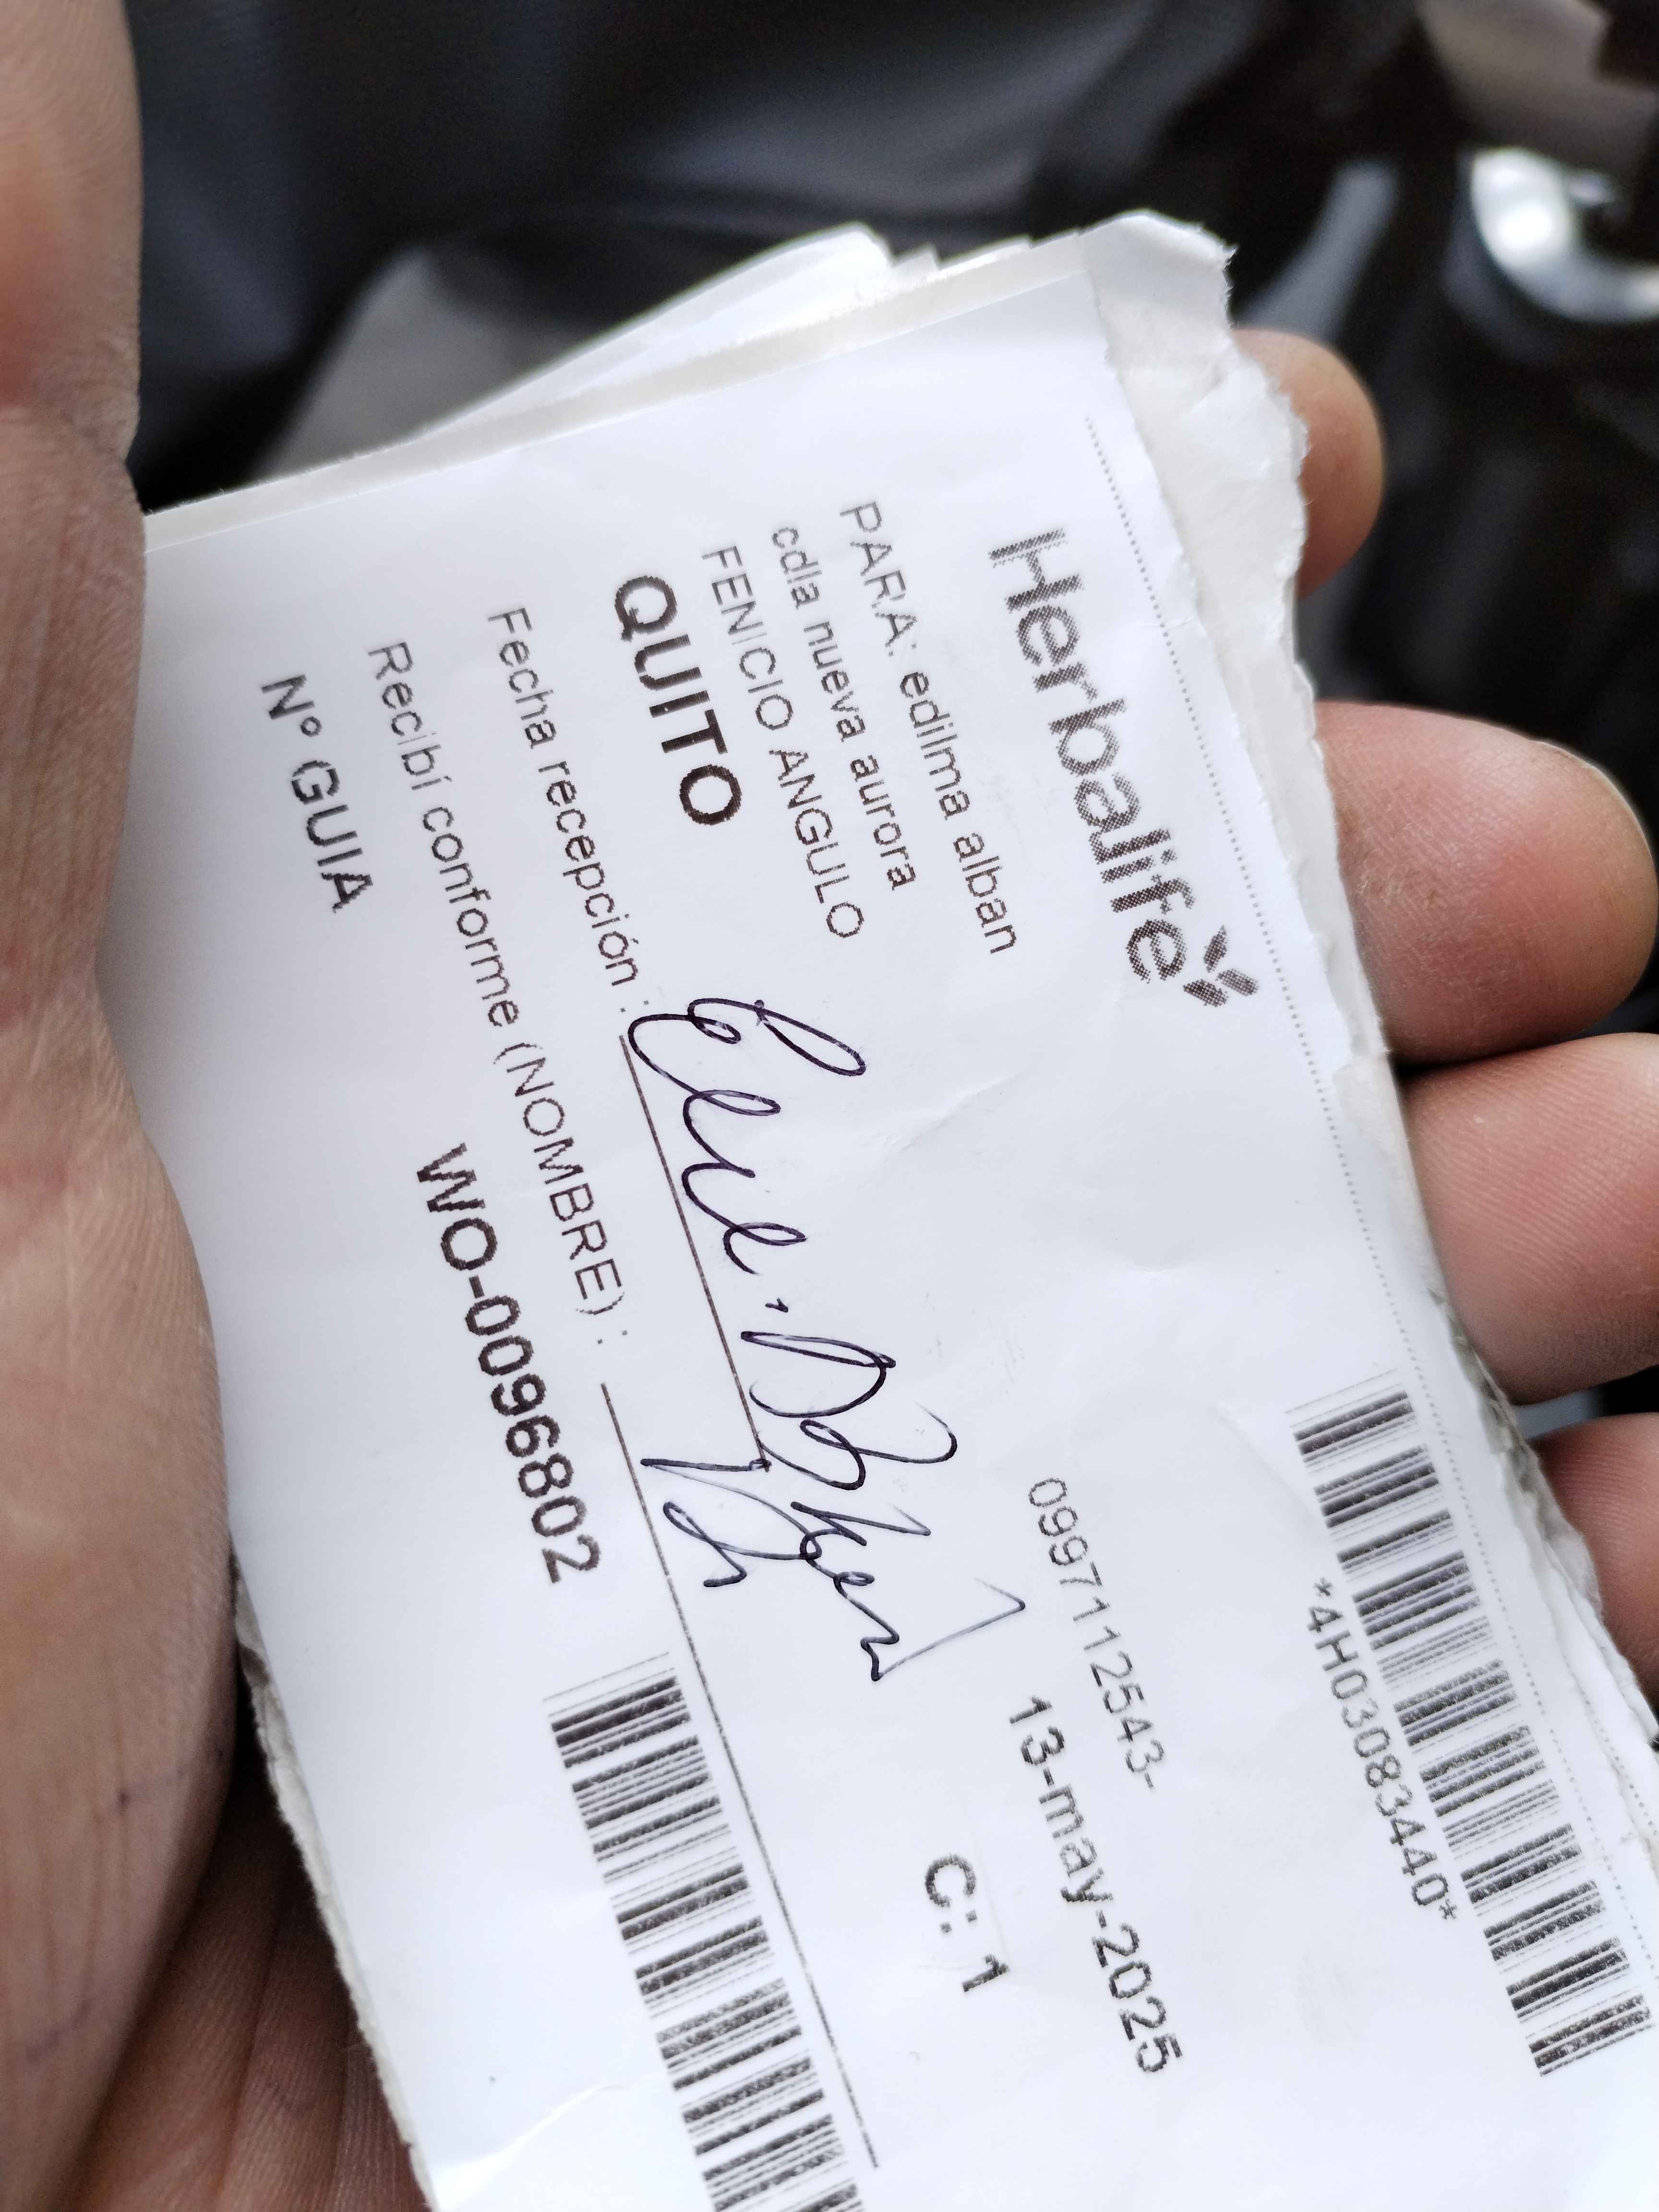 Herbalife
*4H03083440*
PARA: edilma alban
0997112543-
cdla nueva aurora
13-may-2025
FENICIO ANGULO
QUITO
C: 1
Fecha recepción :
Recibí conforme (NOMBRE) :
Nº GUIA
WO-0096802